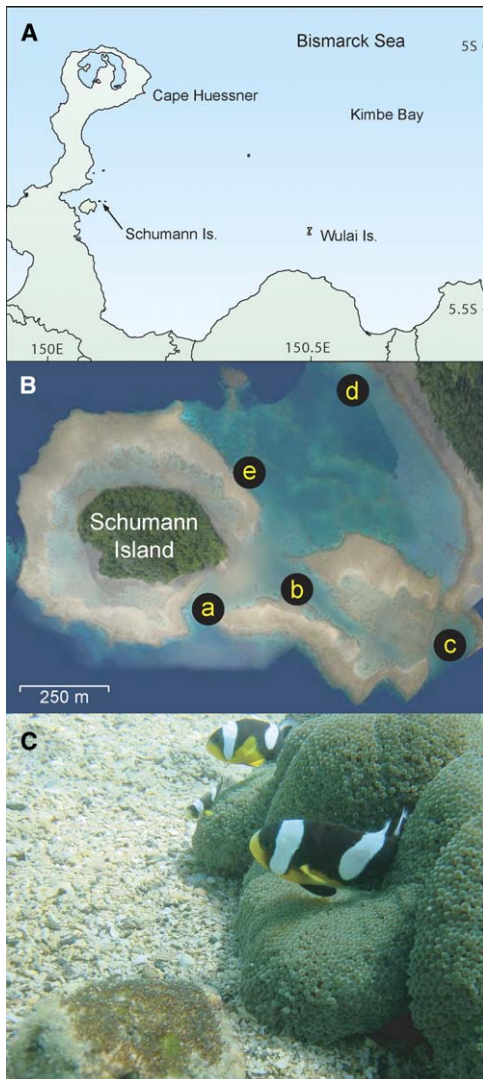 A
Bismarck Sea
5S
Cape Huessner
Kimbe Bay
Schumann Is.
Wulai Is.
5.5S
150E
150.5E
B
d
e
Schumann
Island
b
a
c
250 m
C